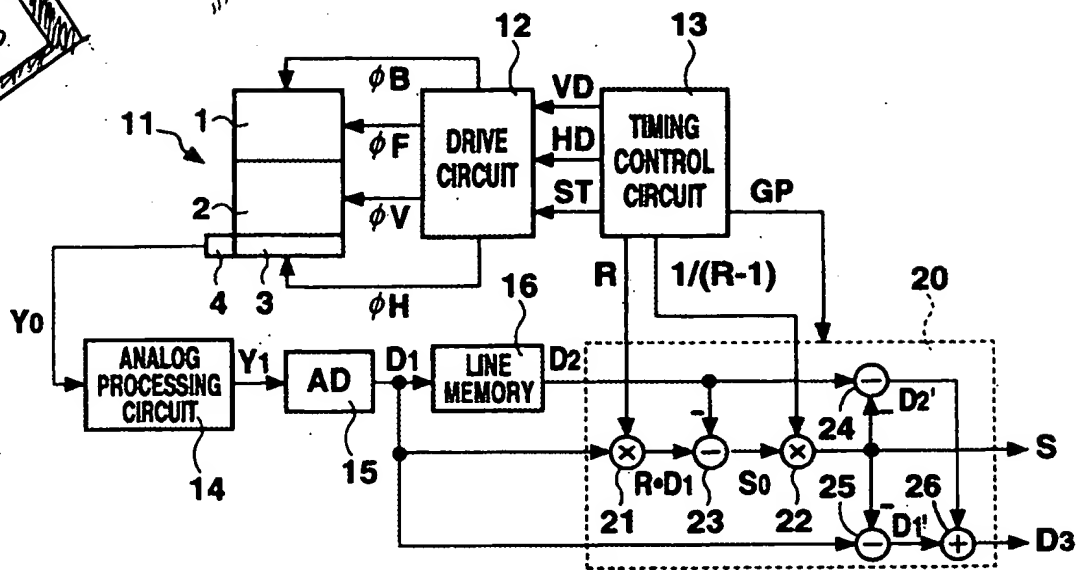 12
13
φB
VD
11
1
φF
DRIVE
CIRCUIT
HD
TIMING
CONTROL
CIRCUIT
2
φV
ST
GP
4
3
φH
R
1/(R-1)
20
16
Y0
ANALOG
PROCESSING
CIRCUIT
Y1
AD
D1
LINE
MEMORY
D2
−
24
D2'
14
15
−
×
−
×
−
S
R•D1
S0
21
23
22
25
26
−
D1'
−
+
D3